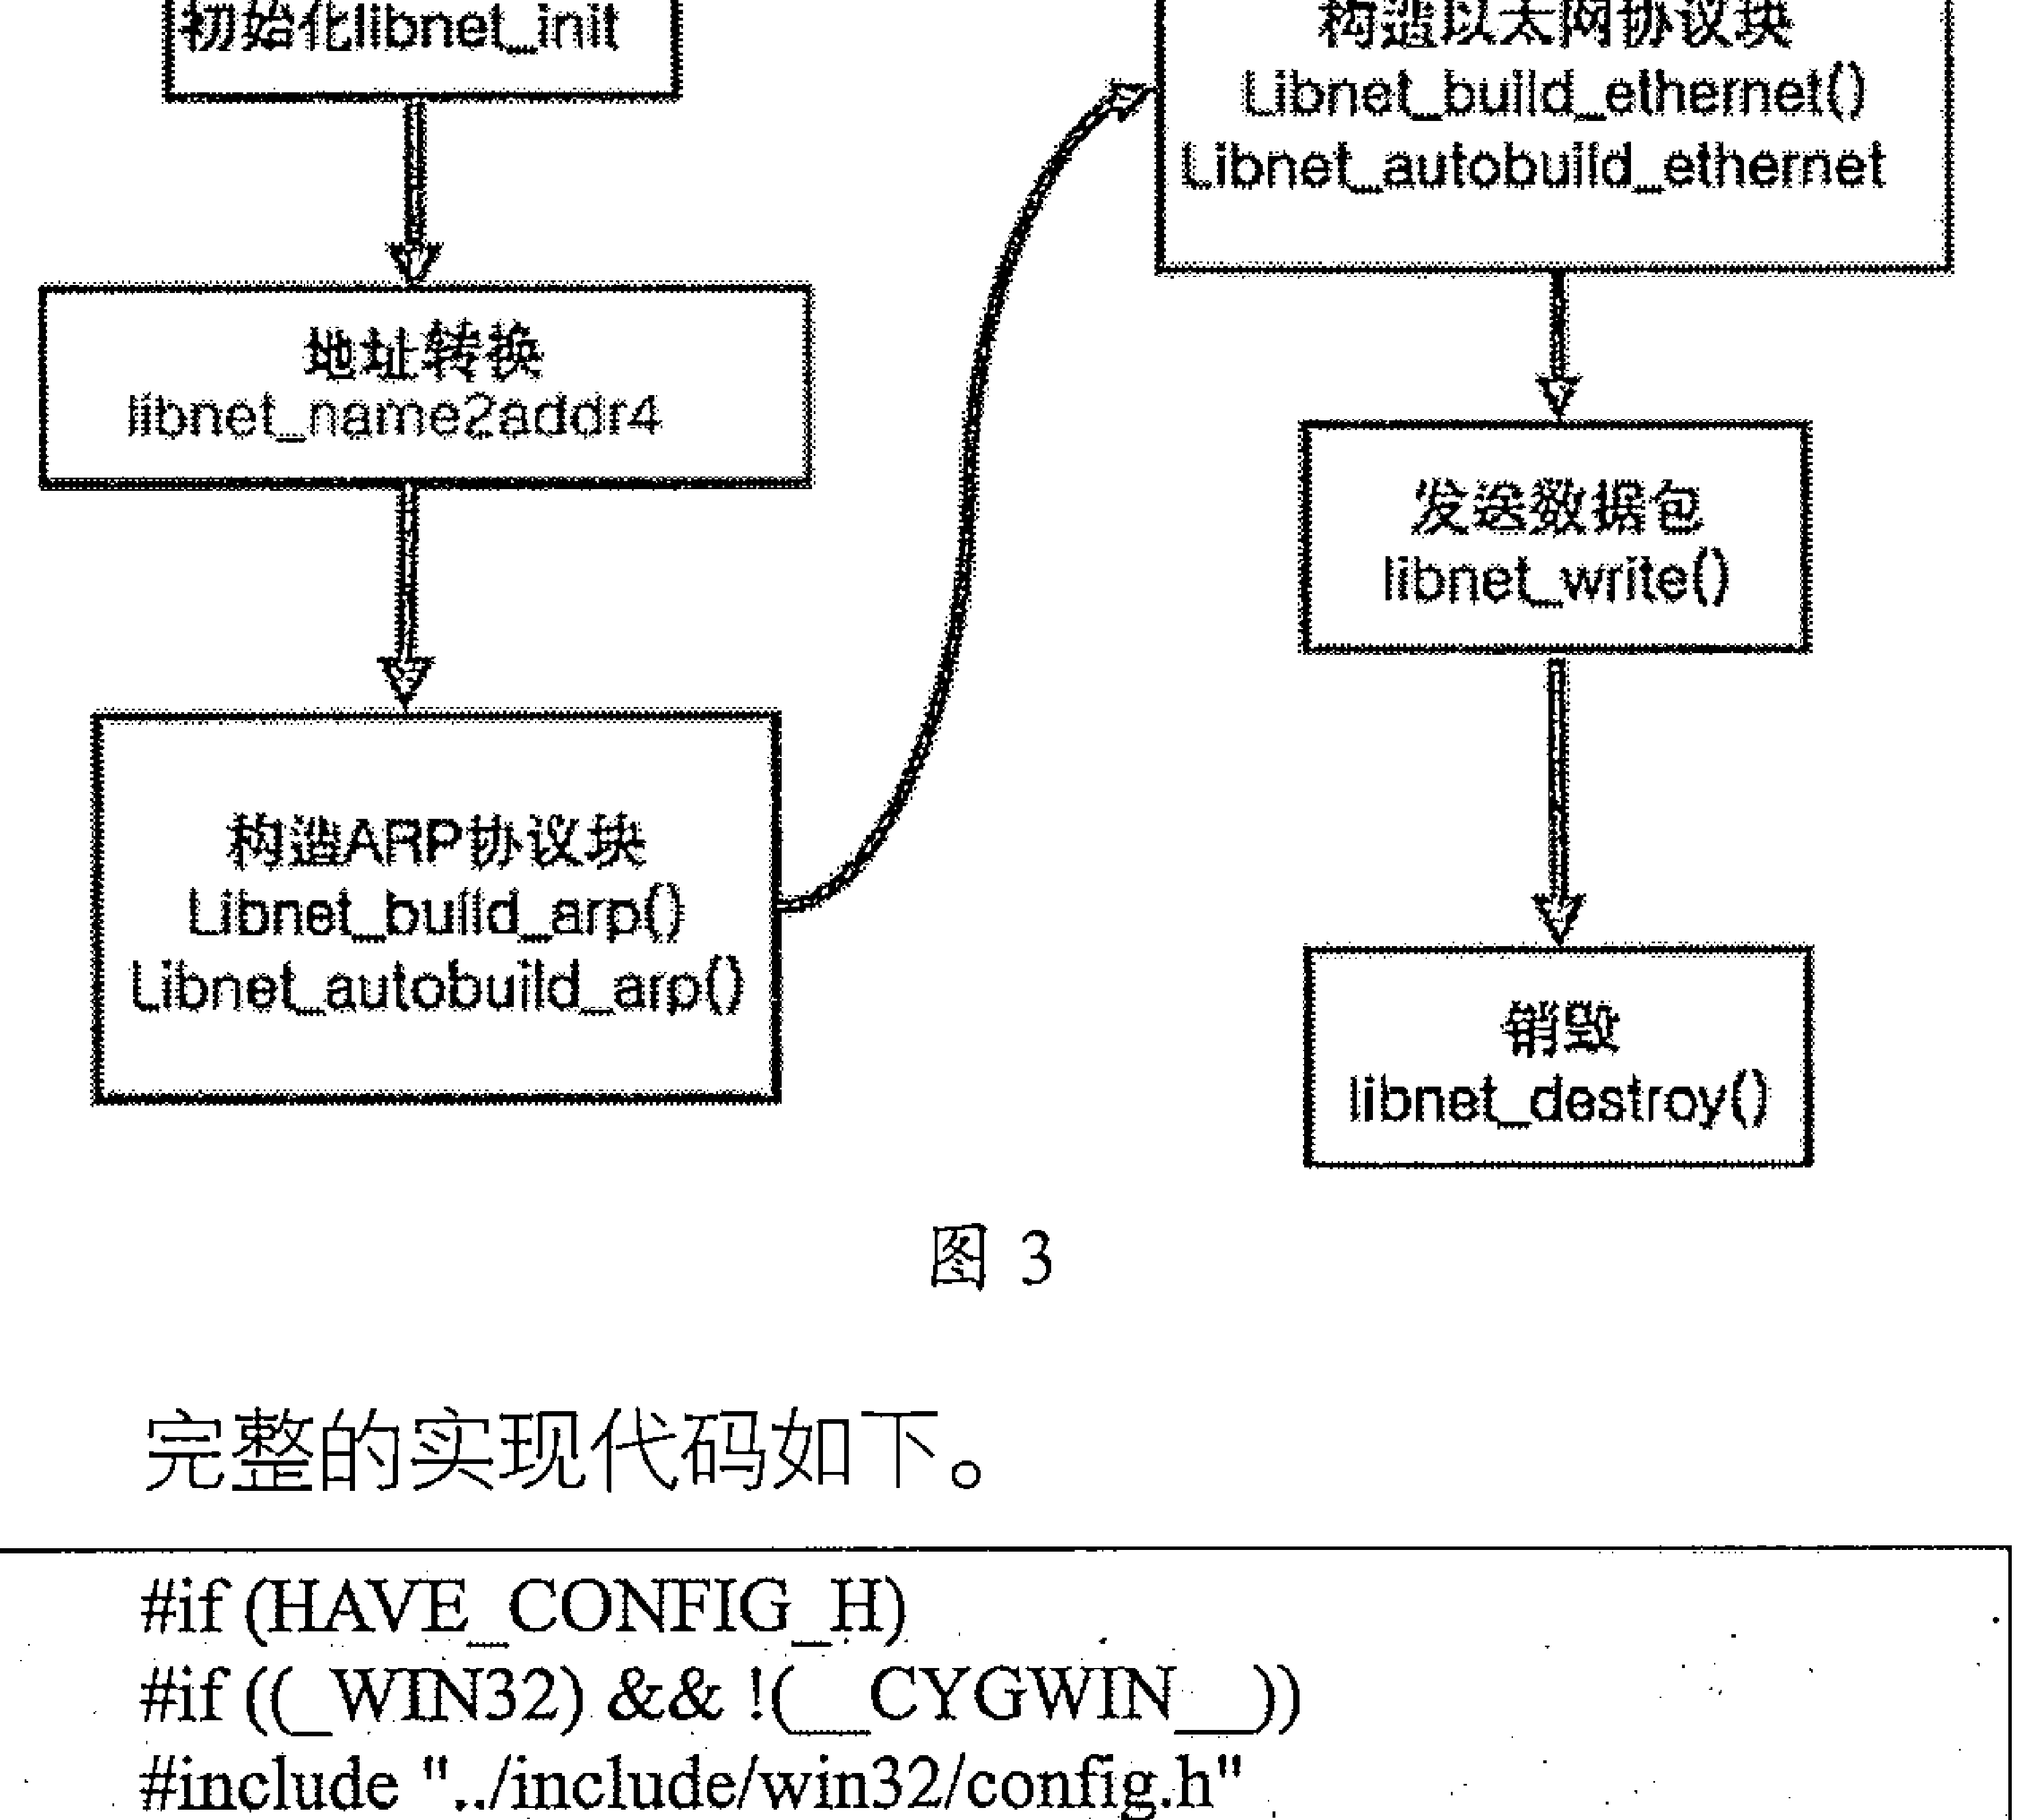 初始化libnet_init
地址转换
libnet_name2addr4
构造ARP协议块
Libnet_build_arp()
Libnet_autobuild_arp()
构造以太网协议块
Libnet_build_ethernet()
Libnet_autobuild_ethernet
发送数据包
libnet_write()
销毁
libnet_destroy()
图 3
完整的实现代码如下。
#if (HAVE_CONFIG_H)
#if ((_WIN32) && !(__CYGWIN__))
#include "../include/win32/config.h"